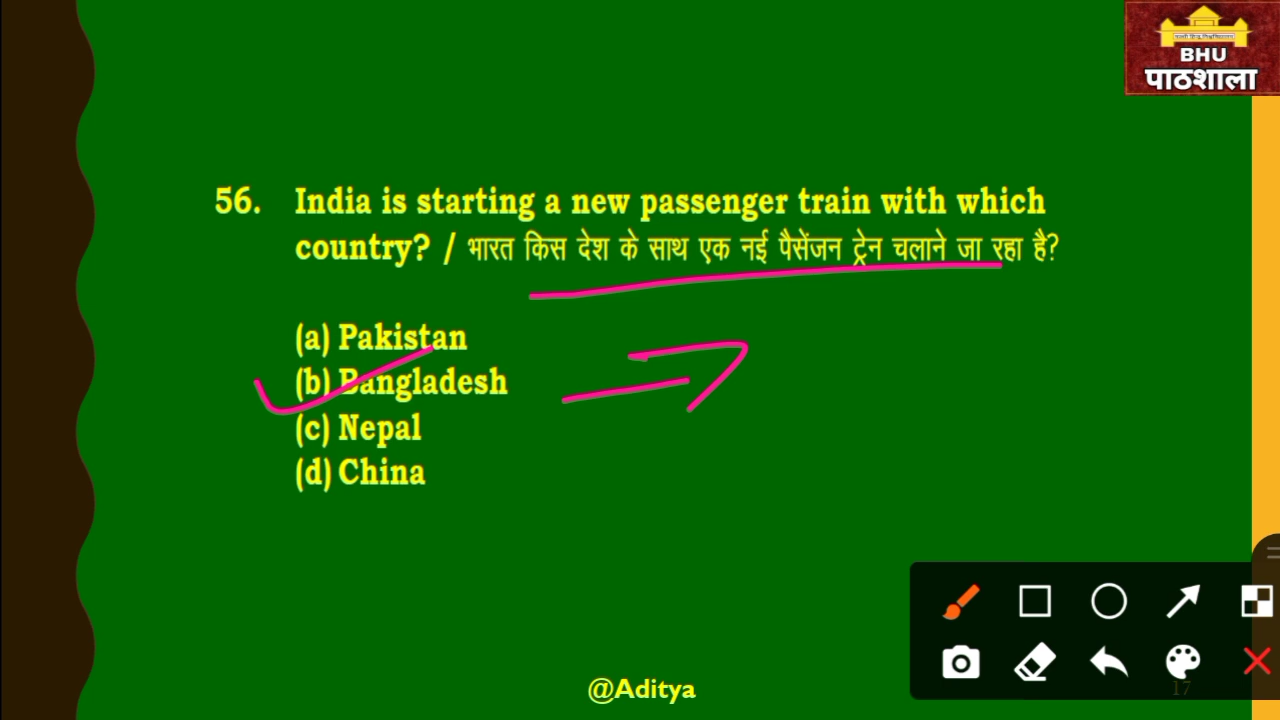 BHU
पाठशाला
56. India is starting a new passenger train with which
country? / भारत किस देश के साथ एक नई पैसेंजन ट्रेन चलाने जा रहा है?
(a) Pakistan
(b) Bangladesh
(c) Nepal
(d) China
@Aditya
17